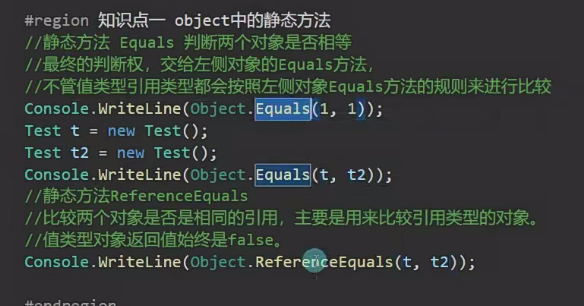 #region 知识点一 object中的静态方法
//静态方法 Equals 判断两个对象是否相等
//最终的判断权，交给左侧对象的Equals方法，
//不管值类型引用类型都会按照左侧对象Equals方法的规则来进行比较
Console.WriteLine(Object.Equals(1, 1));
Test t = new Test();
Test t2 = new Test();
Console.WriteLine(Object.Equals(t, t2));
//静态方法ReferenceEquals
//比较两个对象是否是相同的引用，主要是用来比较引用类型的对象。
//值类型对象返回值始终是false。
Console.WriteLine(Object.ReferenceEquals(t, t2));
#endregion